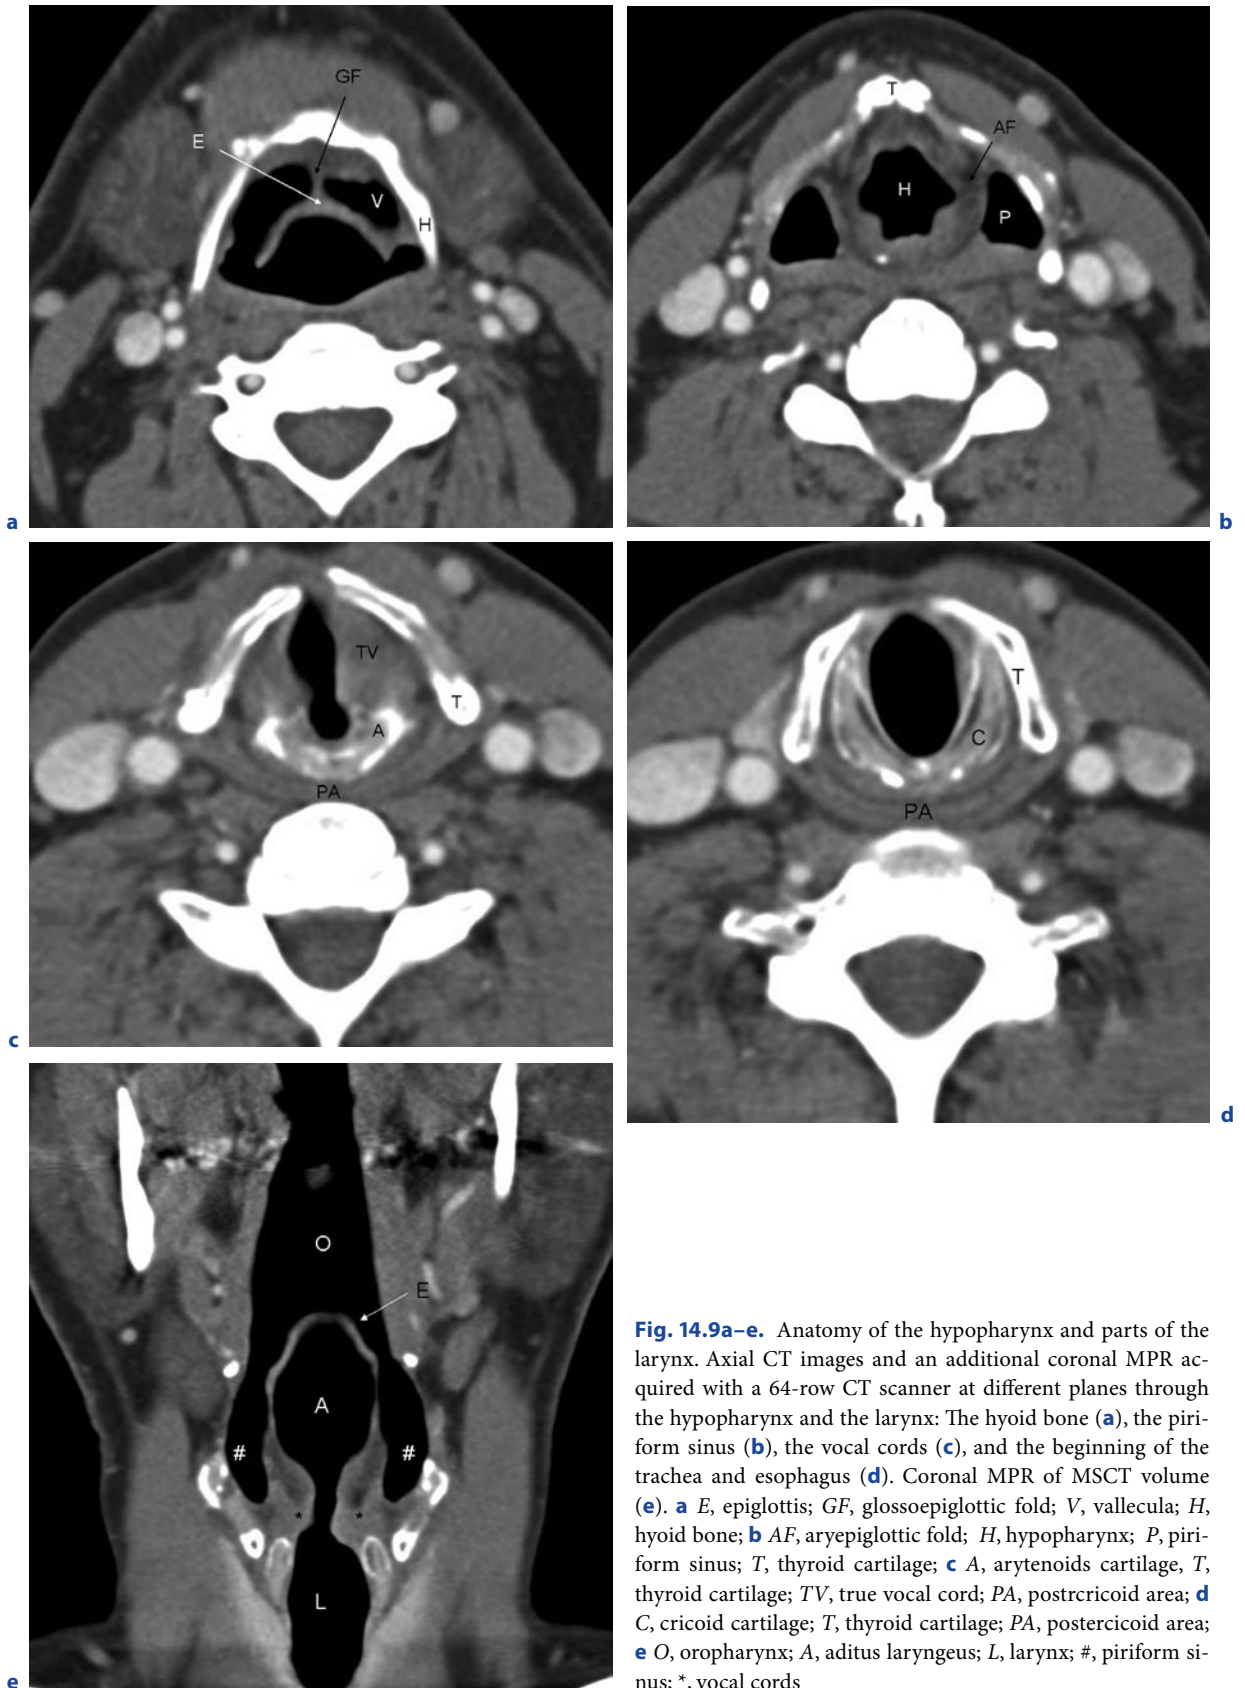 GF
E
V
H
a
T
AF
H
P
b
TV
T
A
PA
c
T
C
PA
d
O
E
A
#
#
*
*
L
e
Fig. 14.9a–e. Anatomy of the hypopharynx and parts of the
larynx. Axial CT images and an additional coronal MPR ac-
quired with a 64-row CT scanner at different planes through
the hypopharynx and the larynx: The hyoid bone (a), the piri-
form sinus (b), the vocal cords (c), and the beginning of the
trachea and esophagus (d). Coronal MPR of MSCT volume
(e). a E, epiglottis; GF, glossoepiglottic fold; V, vallecula; H,
hyoid bone; b AF, aryepiglottic fold; H, hypopharynx; P, piri-
form sinus; T, thyroid cartilage; c A, arytenoids cartilage, T,
thyroid cartilage; TV, true vocal cord; PA, postrcricoid area; d
C, cricoid cartilage; T, thyroid cartilage; PA, postercicoid area;
e O, oropharynx; A, aditus laryngeus; L, larynx; #, piriform si-
nus; *, vocal cords